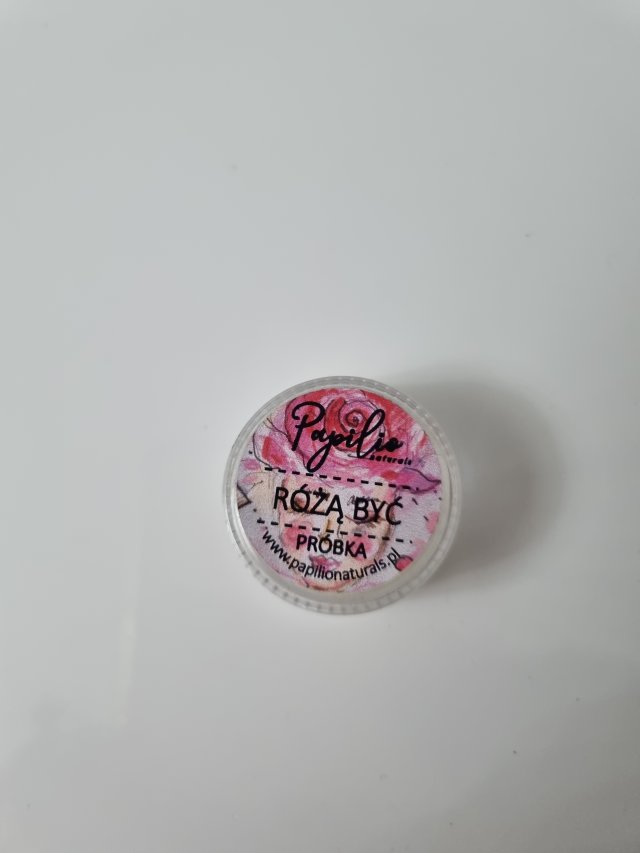 Papilio
naturals
RÓŻĄ BYĆ
PRÓBKA
www.papilionaturals.pl